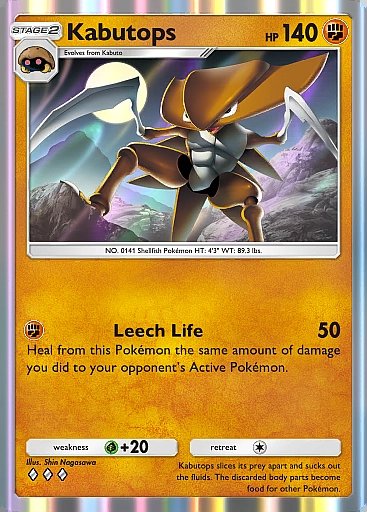 STAGE 2
Kabutops
HP 140
Evolves from Kabuto
NO. 0141 Shellfish Pokémon HT: 4'3" WT: 89.3 lbs.
Leech Life 50
Heal from this Pokémon the same amount of damage
you did to your opponent's Active Pokémon.
weakness +20 retreat
Illus. Shin Nagasawa
Kabutops slices its prey apart and sucks out
the fluids. The discarded body parts become
food for other Pokémon.